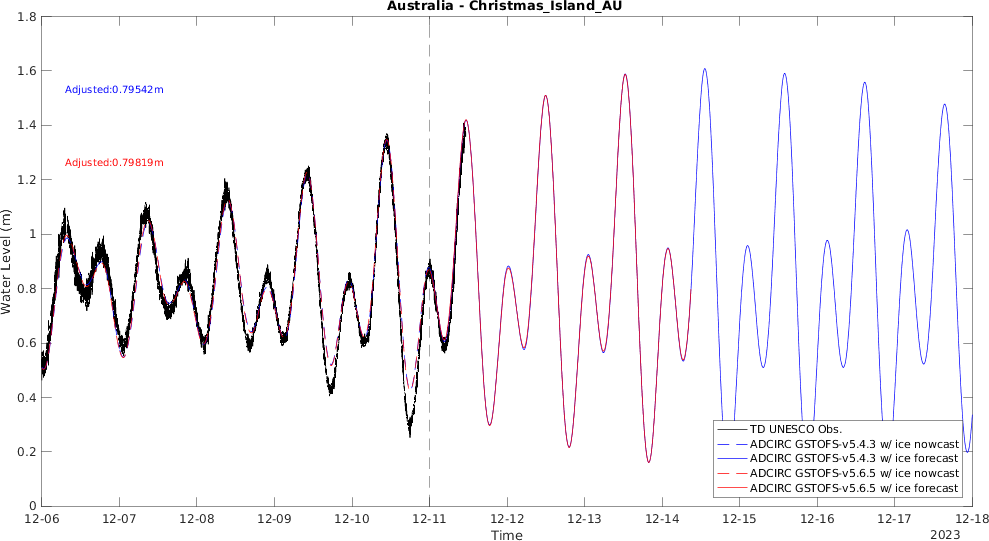 Australia - Christmas_Island_AU
1.8
1.6
1.4
1.2
1
0.8
0.6
0.4
0.2
0
Water Level (m)
Adjusted:0.79542m
Adjusted:0.79819m
TD UNESCO Obs.
ADCIRC GSTOFS-v5.4.3 w/ ice nowcast
ADCIRC GSTOFS-v5.4.3 w/ ice forecast
ADCIRC GSTOFS-v5.6.5 w/ ice nowcast
ADCIRC GSTOFS-v5.6.5 w/ ice forecast
12-06 12-07 12-08 12-09 12-10 12-11 12-12 12-13 12-14 12-15 12-16 12-17 12-18
Time
2023